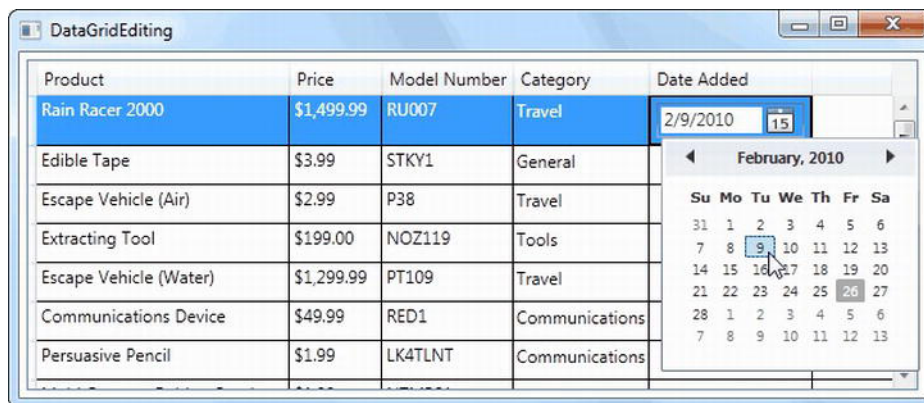 DataGridEditing
Product Price Model Number Category Date Added
Rain Racer 2000 $1,499.99 RU007 Travel 2/9/2010 15
Edible Tape $3.99 STKY1 General
Escape Vehicle (Air) $2.99 P38 Travel
Extracting Tool $199.00 NOZ119 Tools
Escape Vehicle (Water) $1,299.99 PT109 Travel
Communications Device $49.99 RED1 Communications
Persuasive Pencil $1.99 LK4TLNT Communications
February, 2010
Su Mo Tu We Th Fr Sa
31 1 2 3 4 5 6
7 8 9 10 11 12 13
14 15 16 17 18 19 20
21 22 23 24 25 26 27
28 1 2 3 4 5 6
7 8 9 10 11 12 13